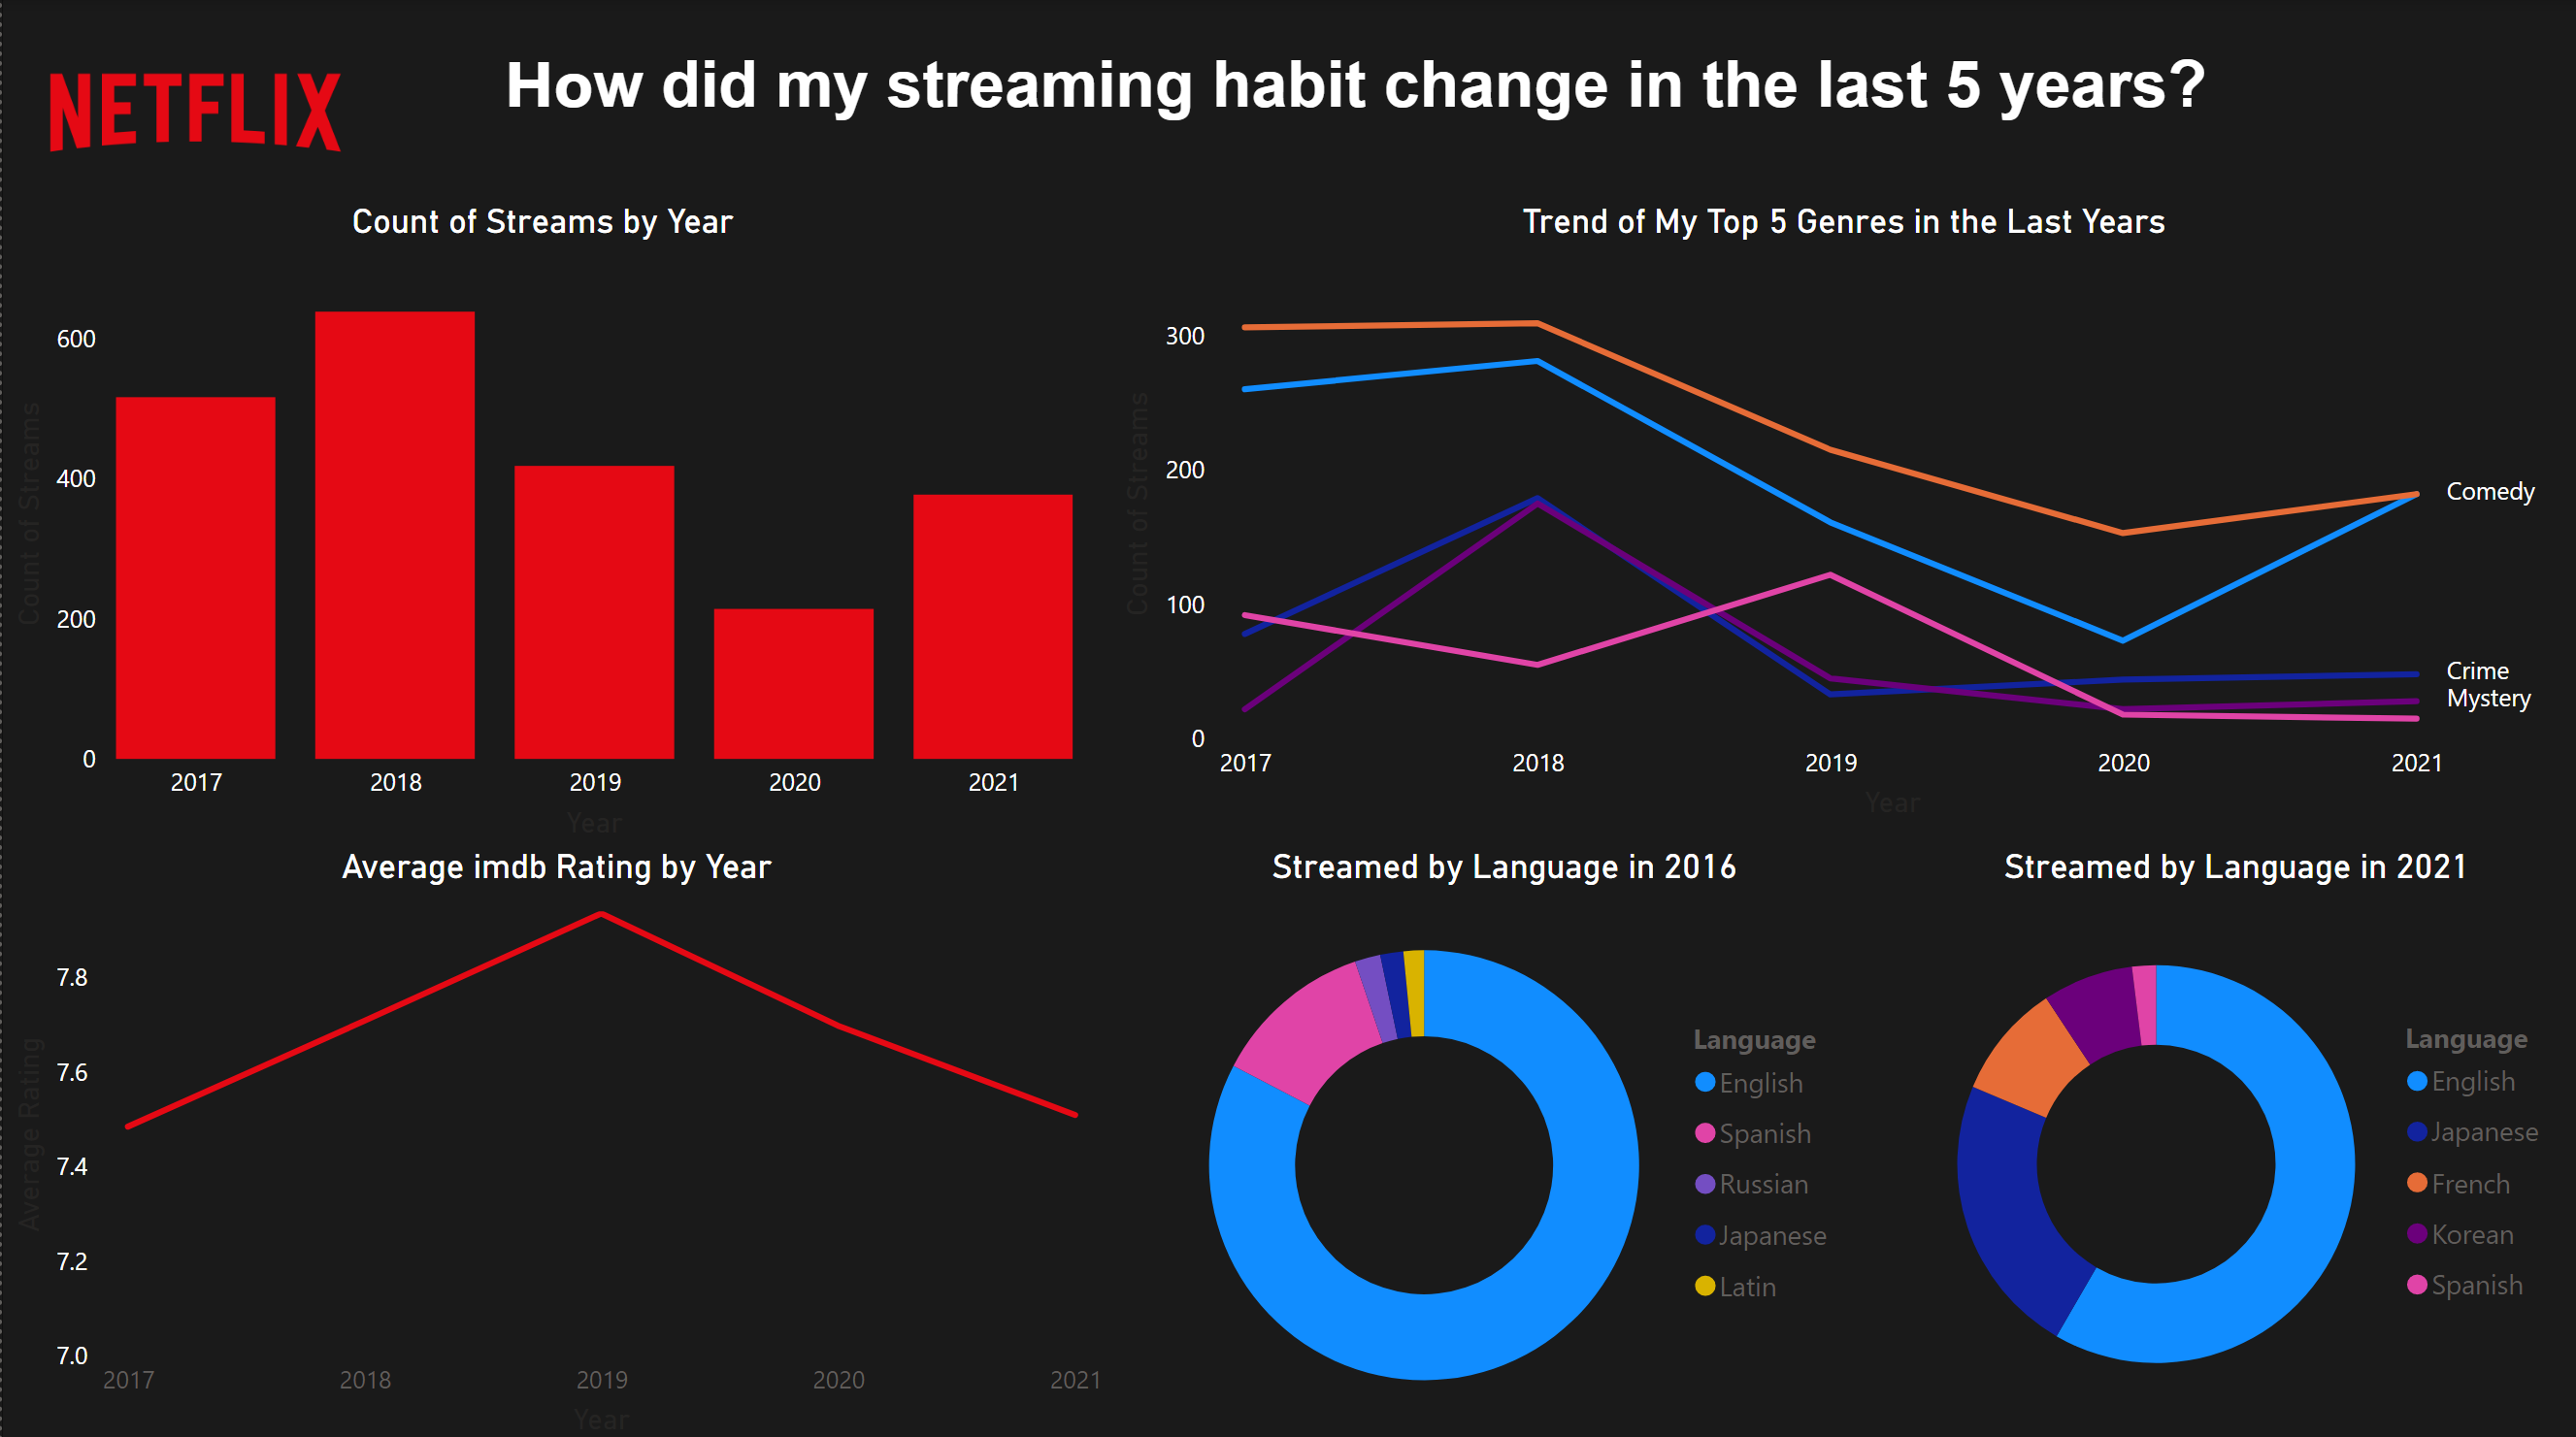 NETFLIX
How did my streaming habit change in the last 5 years?
Count of Streams by Year
Count of Streams
600
400
200
0
2017 2018 2019 2020 2021
Year
Trend of My Top 5 Genres in the Last Years
Count of Streams
300
200
100
0
Comedy
Crime
Mystery
2017 2018 2019 2020 2021
Year
Average imdb Rating by Year
Average Rating
7.8
7.6
7.4
7.2
7.0
2017 2018 2019 2020 2021
Year
Streamed by Language in 2016
Language
English
Spanish
Russian
Japanese
Latin
Streamed by Language in 2021
Language
English
Japanese
French
Korean
Spanish